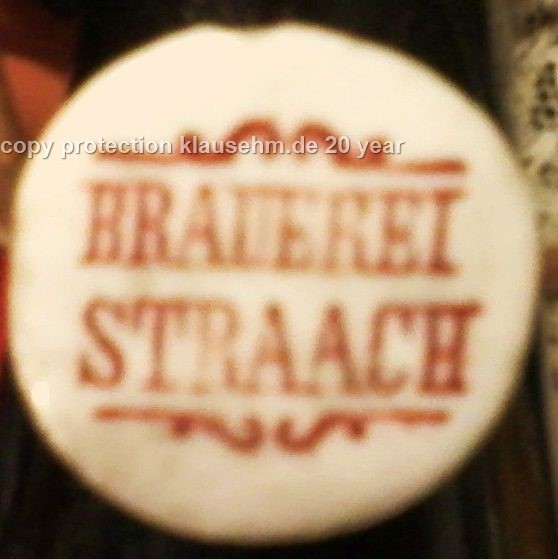 copy protection klausehm.de 20 year
BRAUEREI
STRAACH